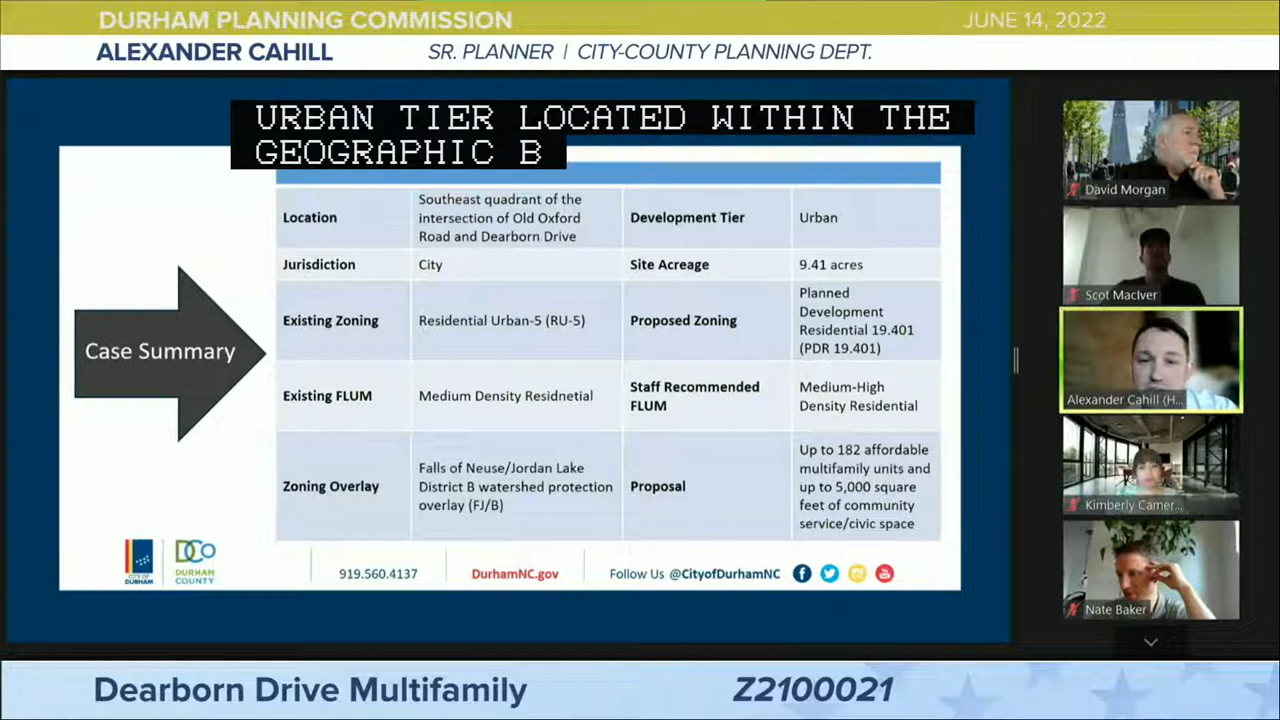 DURHAM PLANNING COMMISSION
JUNE 14, 2022
ALEXANDER CAHILL
SR. PLANNER | CITY-COUNTY PLANNING DEPT.
URBAN TIER LOCATED WITHIN THE
GEOGRAPHIC B
Case Summary
Location
Southeast quadrant of the
intersection of Old Oxford
Road and Dearborn Drive
Development Tier
Urban
Jurisdiction
City
Site Acreage
9.41 acres
Existing Zoning
Residential Urban-5 (RU-5)
Proposed Zoning
Planned
Development
Residential 19.401
(PDR 19.401)
Existing FLUM
Medium Density Residnetial
Staff Recommended
FLUM
Medium-High
Density Residential
Zoning Overlay
Falls of Neuse/Jordan Lake
District B watershed protection
overlay (FJ/B)
Proposal
Up to 182 affordable
multifamily units and
up to 5,000 square
feet of community
service/civic space
CITY OF
DURHAM
DCo
DURHAM
COUNTY
919.560.4137
DurhamNC.gov
Follow Us @CityofDurhamNC
David Morgan
Scot MacIver
Alexander Cahill (H...
Kimberly Camer...
Nate Baker
Dearborn Drive Multifamily
Z2100021